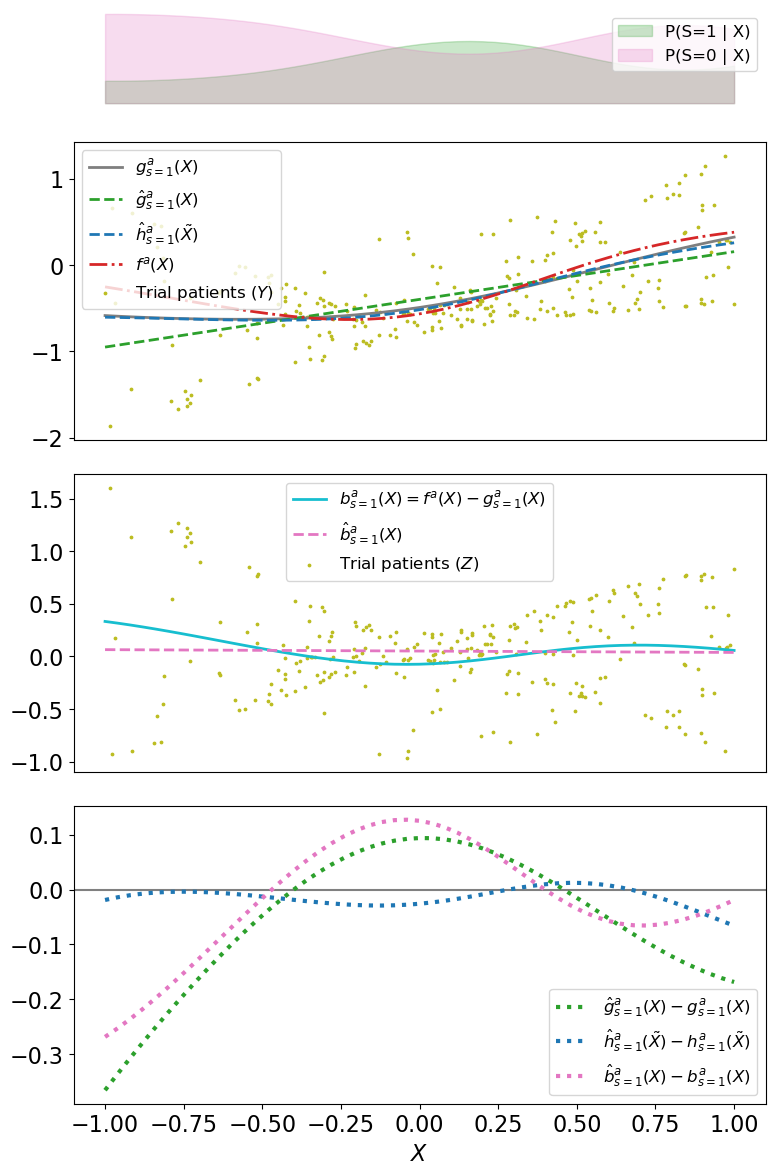 P(S=1 | X)
P(S=0 | X)
1
0
−1
−2
g^a_{s=1}(X)
ĝ^a_{s=1}(X)
ĥ^a_{s=1}(X̃)
f^a(X)
Trial patients (Y)
1.5
1.0
0.5
0.0
−0.5
−1.0
b^a_{s=1}(X) = f^a(X) − g^a_{s=1}(X)
b̂^a_{s=1}(X)
Trial patients (Z)
0.1
0.0
−0.1
−0.2
−0.3
ĝ^a_{s=1}(X) − g^a_{s=1}(X)
ĥ^a_{s=1}(X̃) − h^a_{s=1}(X̃)
b̂^a_{s=1}(X) − b^a_{s=1}(X)
−1.00 −0.75 −0.50 −0.25 0.00 0.25 0.50 0.75 1.00
X